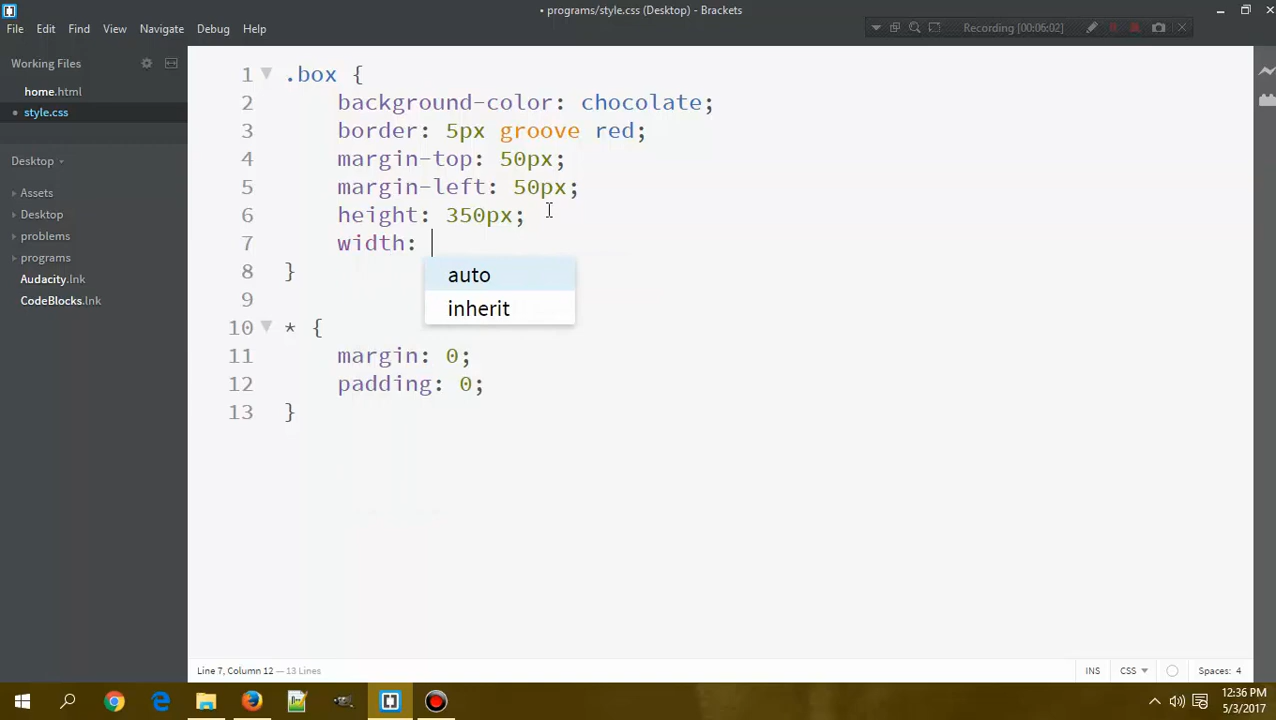 • programs/style.css (Desktop) - Brackets
File Edit Find View Navigate Debug Help
Recording [00:06:02]
Working Files
home.html
• style.css
Desktop
Assets
Desktop
problems
programs
Audacity.lnk
CodeBlocks.lnk
1 .box {
2 background-color: chocolate;
3 border: 5px groove red;
4 margin-top: 50px;
5 margin-left: 50px;
6 height: 350px;
7 width:
auto
inherit
8 }
9
10 * {
11 margin: 0;
12 padding: 0;
13 }
Line 7, Column 12 — 13 Lines
INS CSS Spaces: 4
12:36 PM
5/3/2017